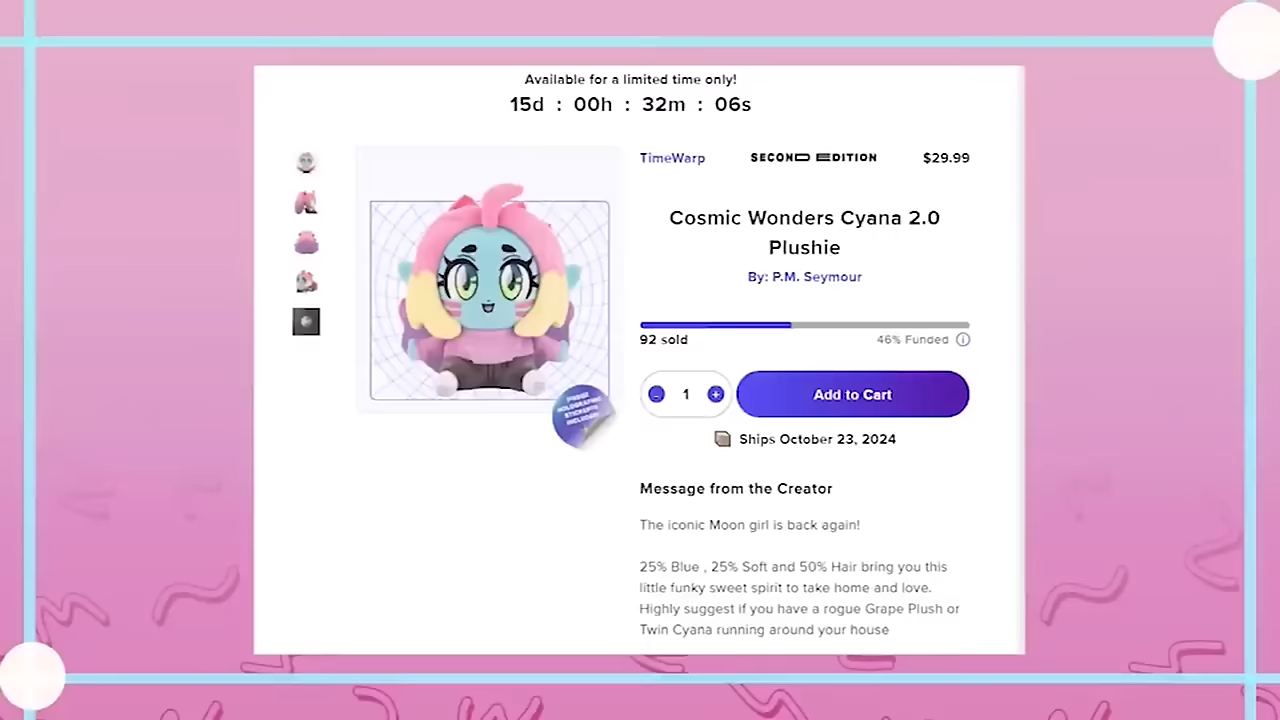 Available for a limited time only!
15d : 00h : 32m : 06s
TimeWarp
SECOND EDITION
$29.99
Cosmic Wonders Cyana 2.0
Plushie
By: P.M. Seymour
92 sold
46% Funded
- 1 +
Add to Cart
Ships October 23, 2024
Message from the Creator
The iconic Moon girl is back again!
25% Blue , 25% Soft and 50% Hair bring you this
little funky sweet spirit to take home and love.
Highly suggest if you have a rogue Grape Plush or
Twin Cyana running around your house
HOLOGRAPHIC
INCLUDED